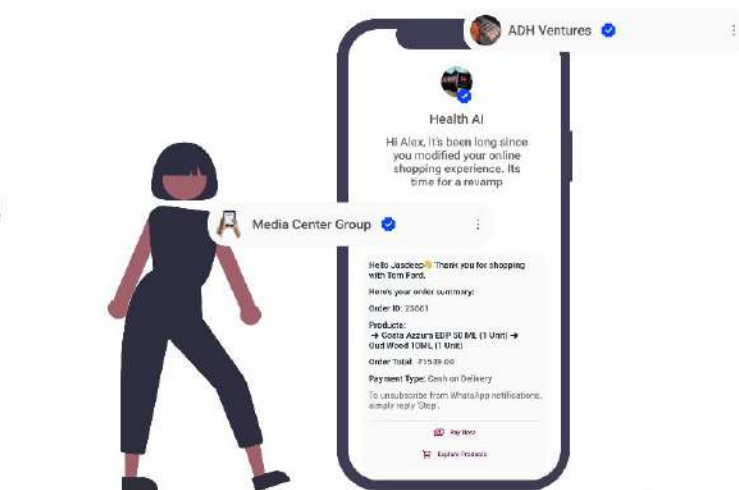 ADH Ventures
Health AI
Hi Alex, it's been long since
you modified your online
shopping experience. Its
time for a revamp
Media Center Group
Hello Jasdeep👋 Thank you for shopping
with Tom Ford.
Here's your order summary:
Order ID: 23661
Products:
→ Costa Azzura EDP 50 ML (1 Unit) →
Oud Wood 10ML (1 Unit)
Order Total:
Payment Type: Cash on Delivery
To unsubscribe from WhatsApp notifications,
simply reply 'Stop'.
Pay Now
Explore Products